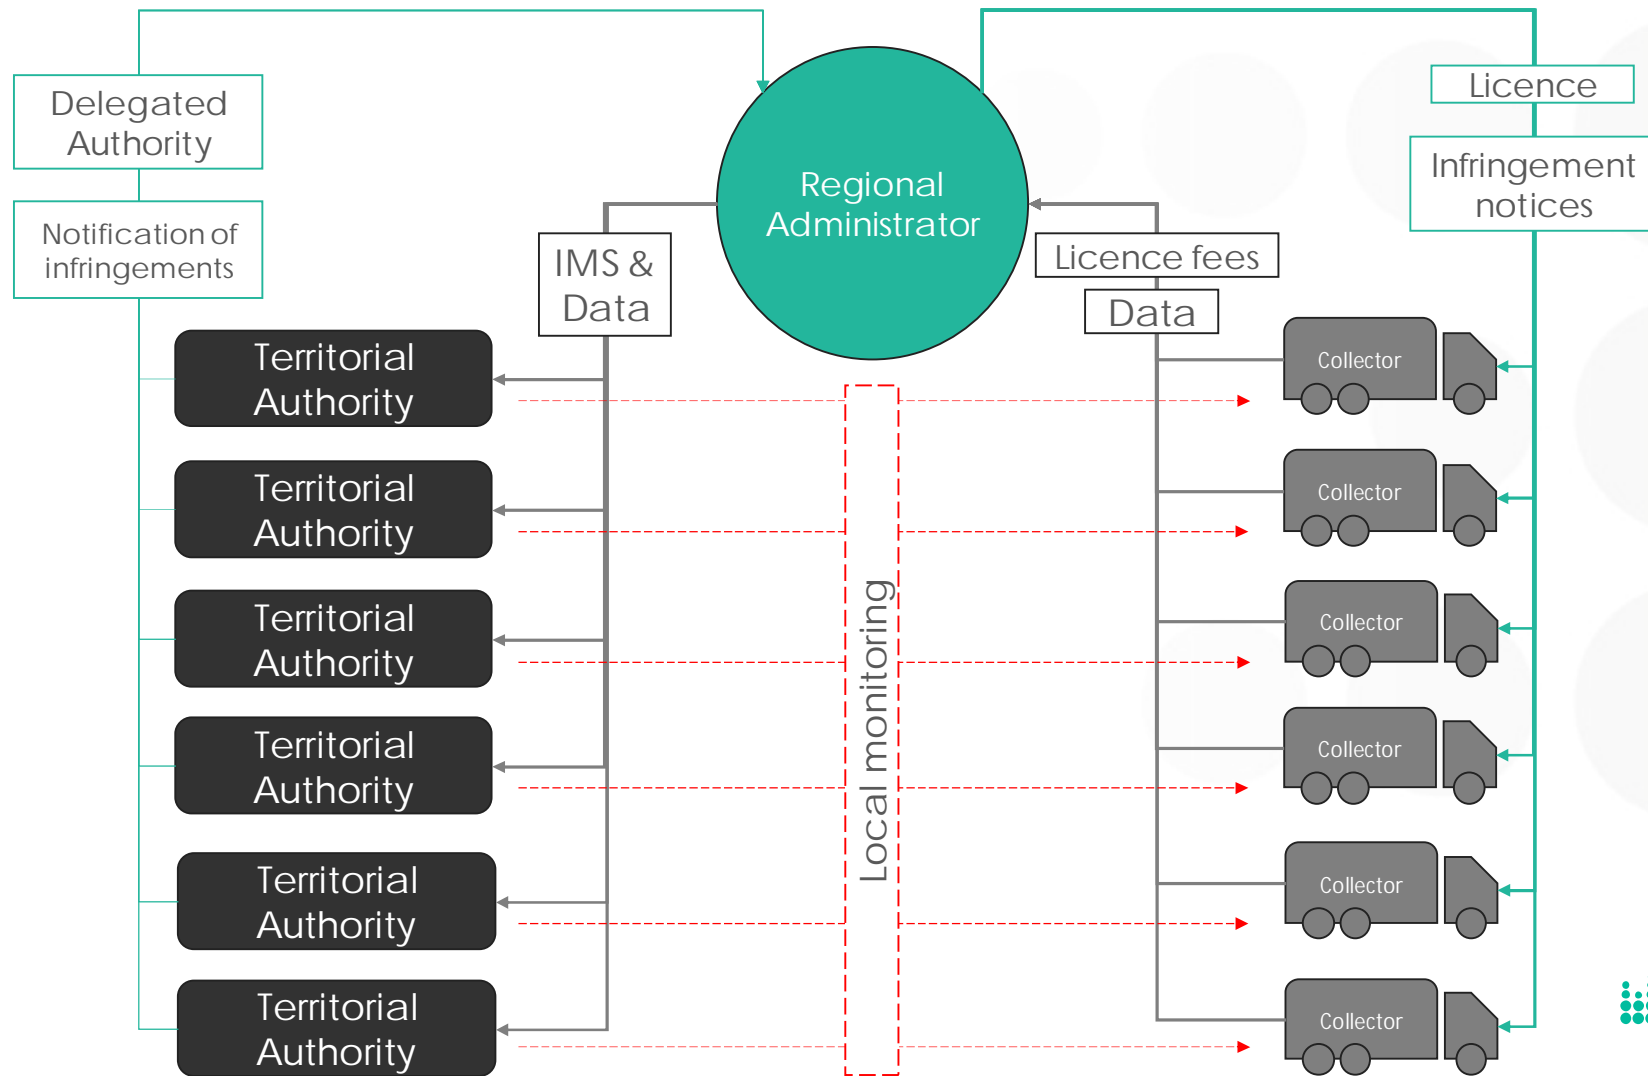 Delegated
Authority
Notification of
infringements
IMS &
Data
Regional
Administrator
Licence fees
Data
Licence
Infringement
notices
Territorial
Authority
Territorial
Authority
Territorial
Authority
Territorial
Authority
Territorial
Authority
Territorial
Authority
Local monitoring
Collector
Collector
Collector
Collector
Collector
Collector